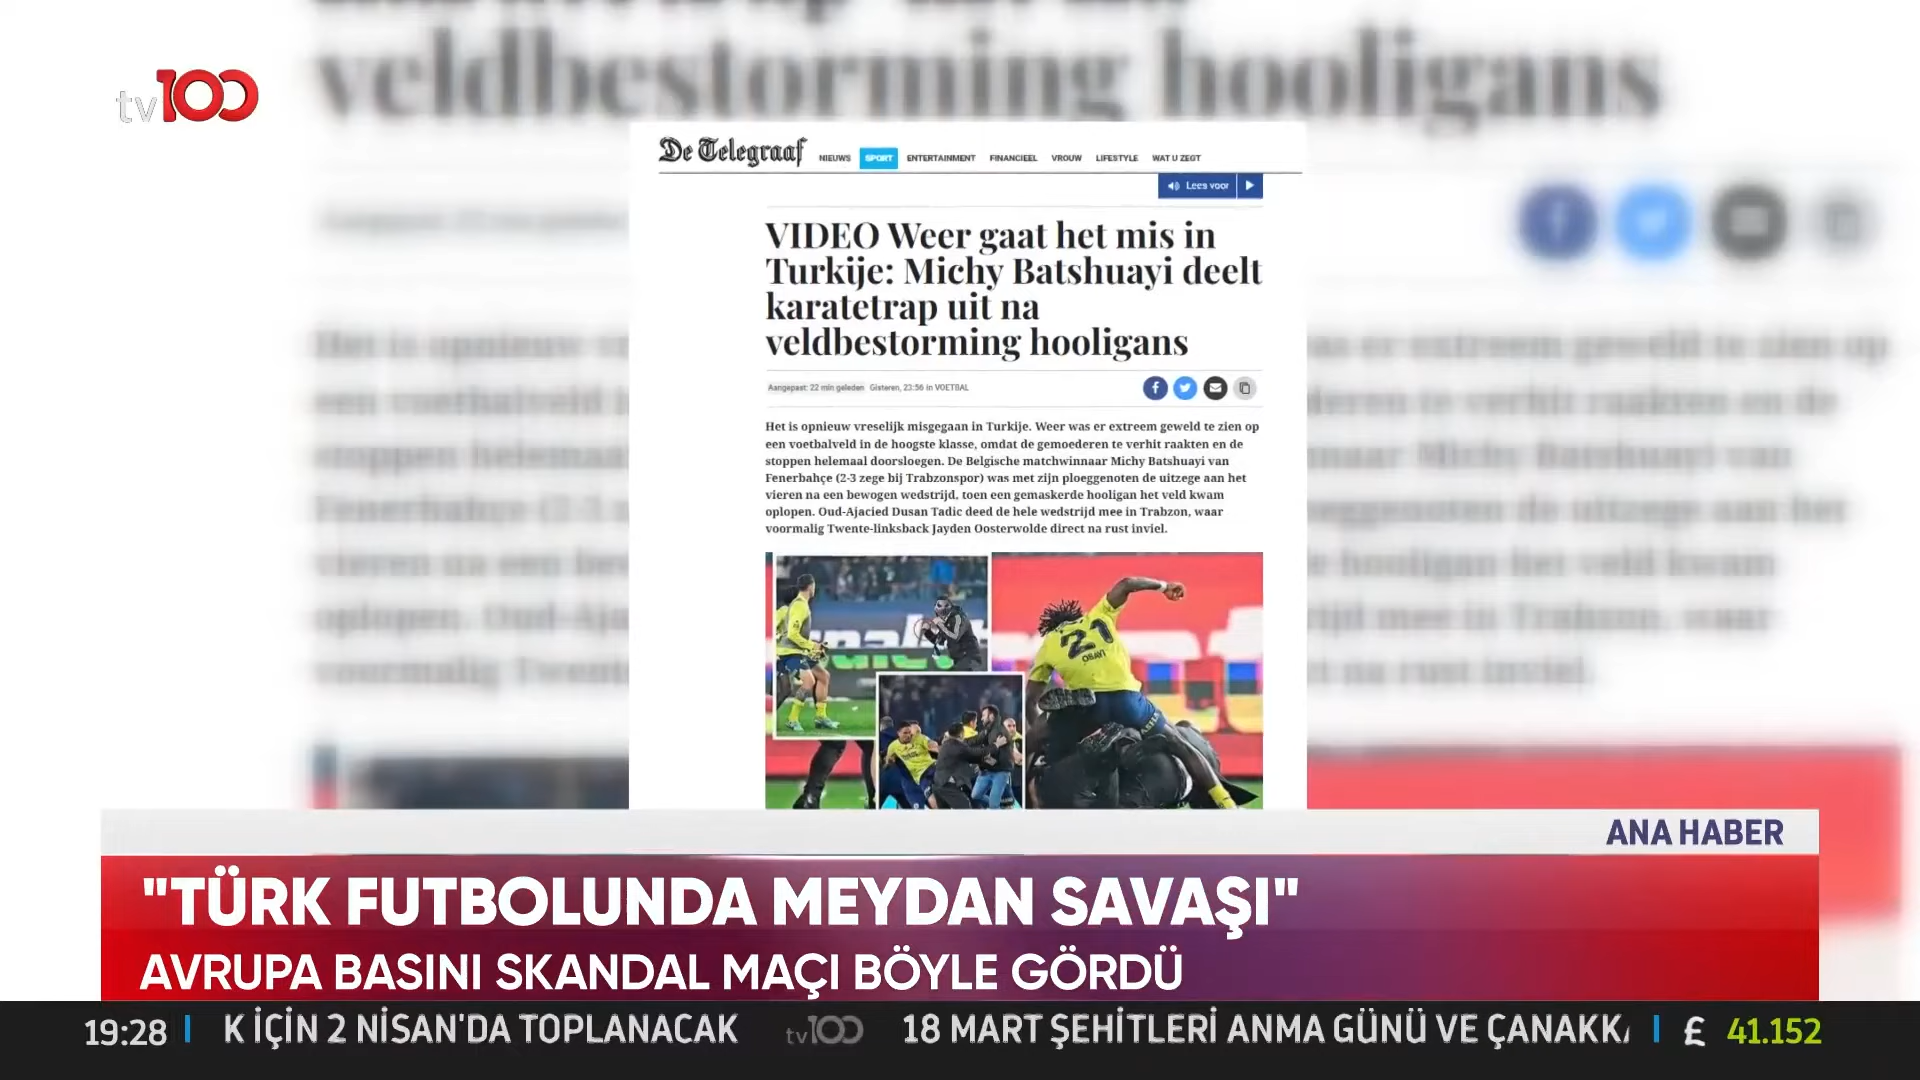 veldbestorming hooligans
tv100
De Telegraaf
NIEUWS SPORT ENTERTAINMENT FINANCIEEL VROUW LIFESTYLE WAT U ZEGT
Lees voor
VIDEO Weer gaat het mis in
Turkije: Michy Batshuayi deelt
karatetrap uit na
veldbestorming hooligans
Aangepast: 22 min geleden Gisteren, 23:56 in VOETBAL
Het is opnieuw vreselijk misgegaan in Turkije. Weer was er extreem geweld te zien op
een voetbalveld in de hoogste klasse, omdat de gemoederen te verhit raakten en de
stoppen helemaal doorsloegen. De Belgische matchwinnaar Michy Batshuayi van
Fenerbahçe (2-3 zege bij Trabzonspor) was met zijn ploeggenoten de uitzege aan het
vieren na een bewogen wedstrijd, toen een gemaskerde hooligan het veld kwam
oplopen. Oud-Ajacied Dusan Tadic deed de hele wedstrijd mee in Trabzon, waar
voormalig Twente-linksback Jayden Oosterwolde direct na rust inviel.
21
OSAYI
ANA HABER
"TÜRK FUTBOLUNDA MEYDAN SAVAŞI"
AVRUPA BASINI SKANDAL MAÇI BÖYLE GÖRDÜ
19:28 K İÇİN 2 NİSAN'DA TOPLANACAK tv100 18 MART ŞEHİTLERİ ANMA GÜNÜ VE ÇANAKK £ 41.152